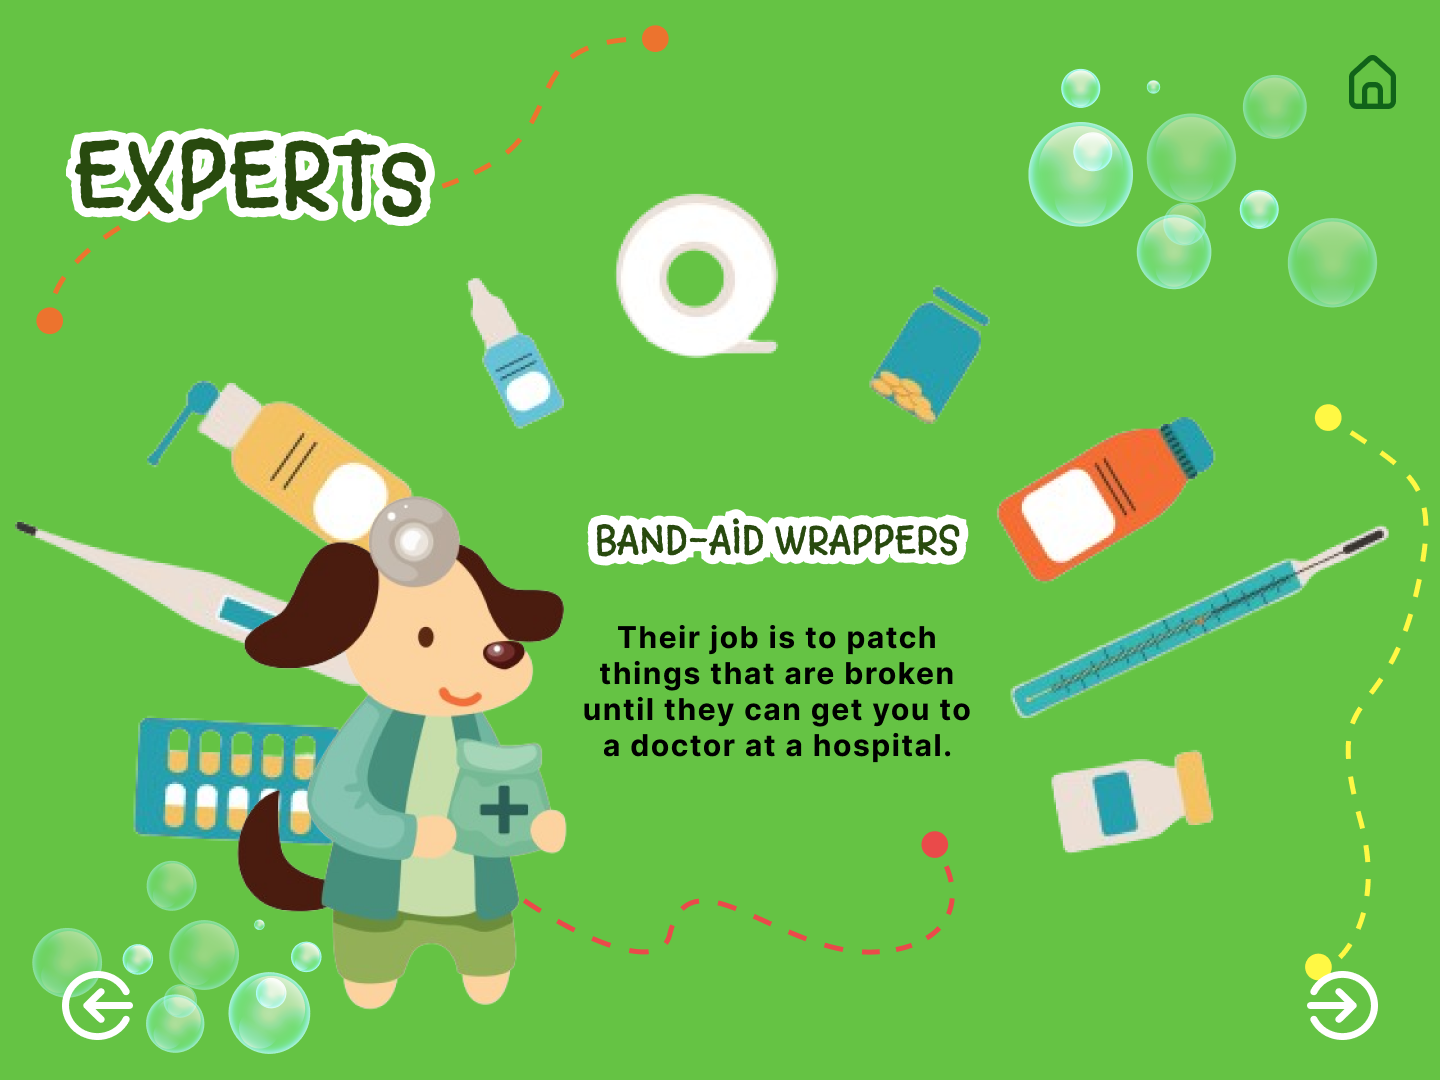 EXPERTS
BAND-AID WRAPPERS
Their job is to patch
things that are broken
until they can get you to
a doctor at a hospital.